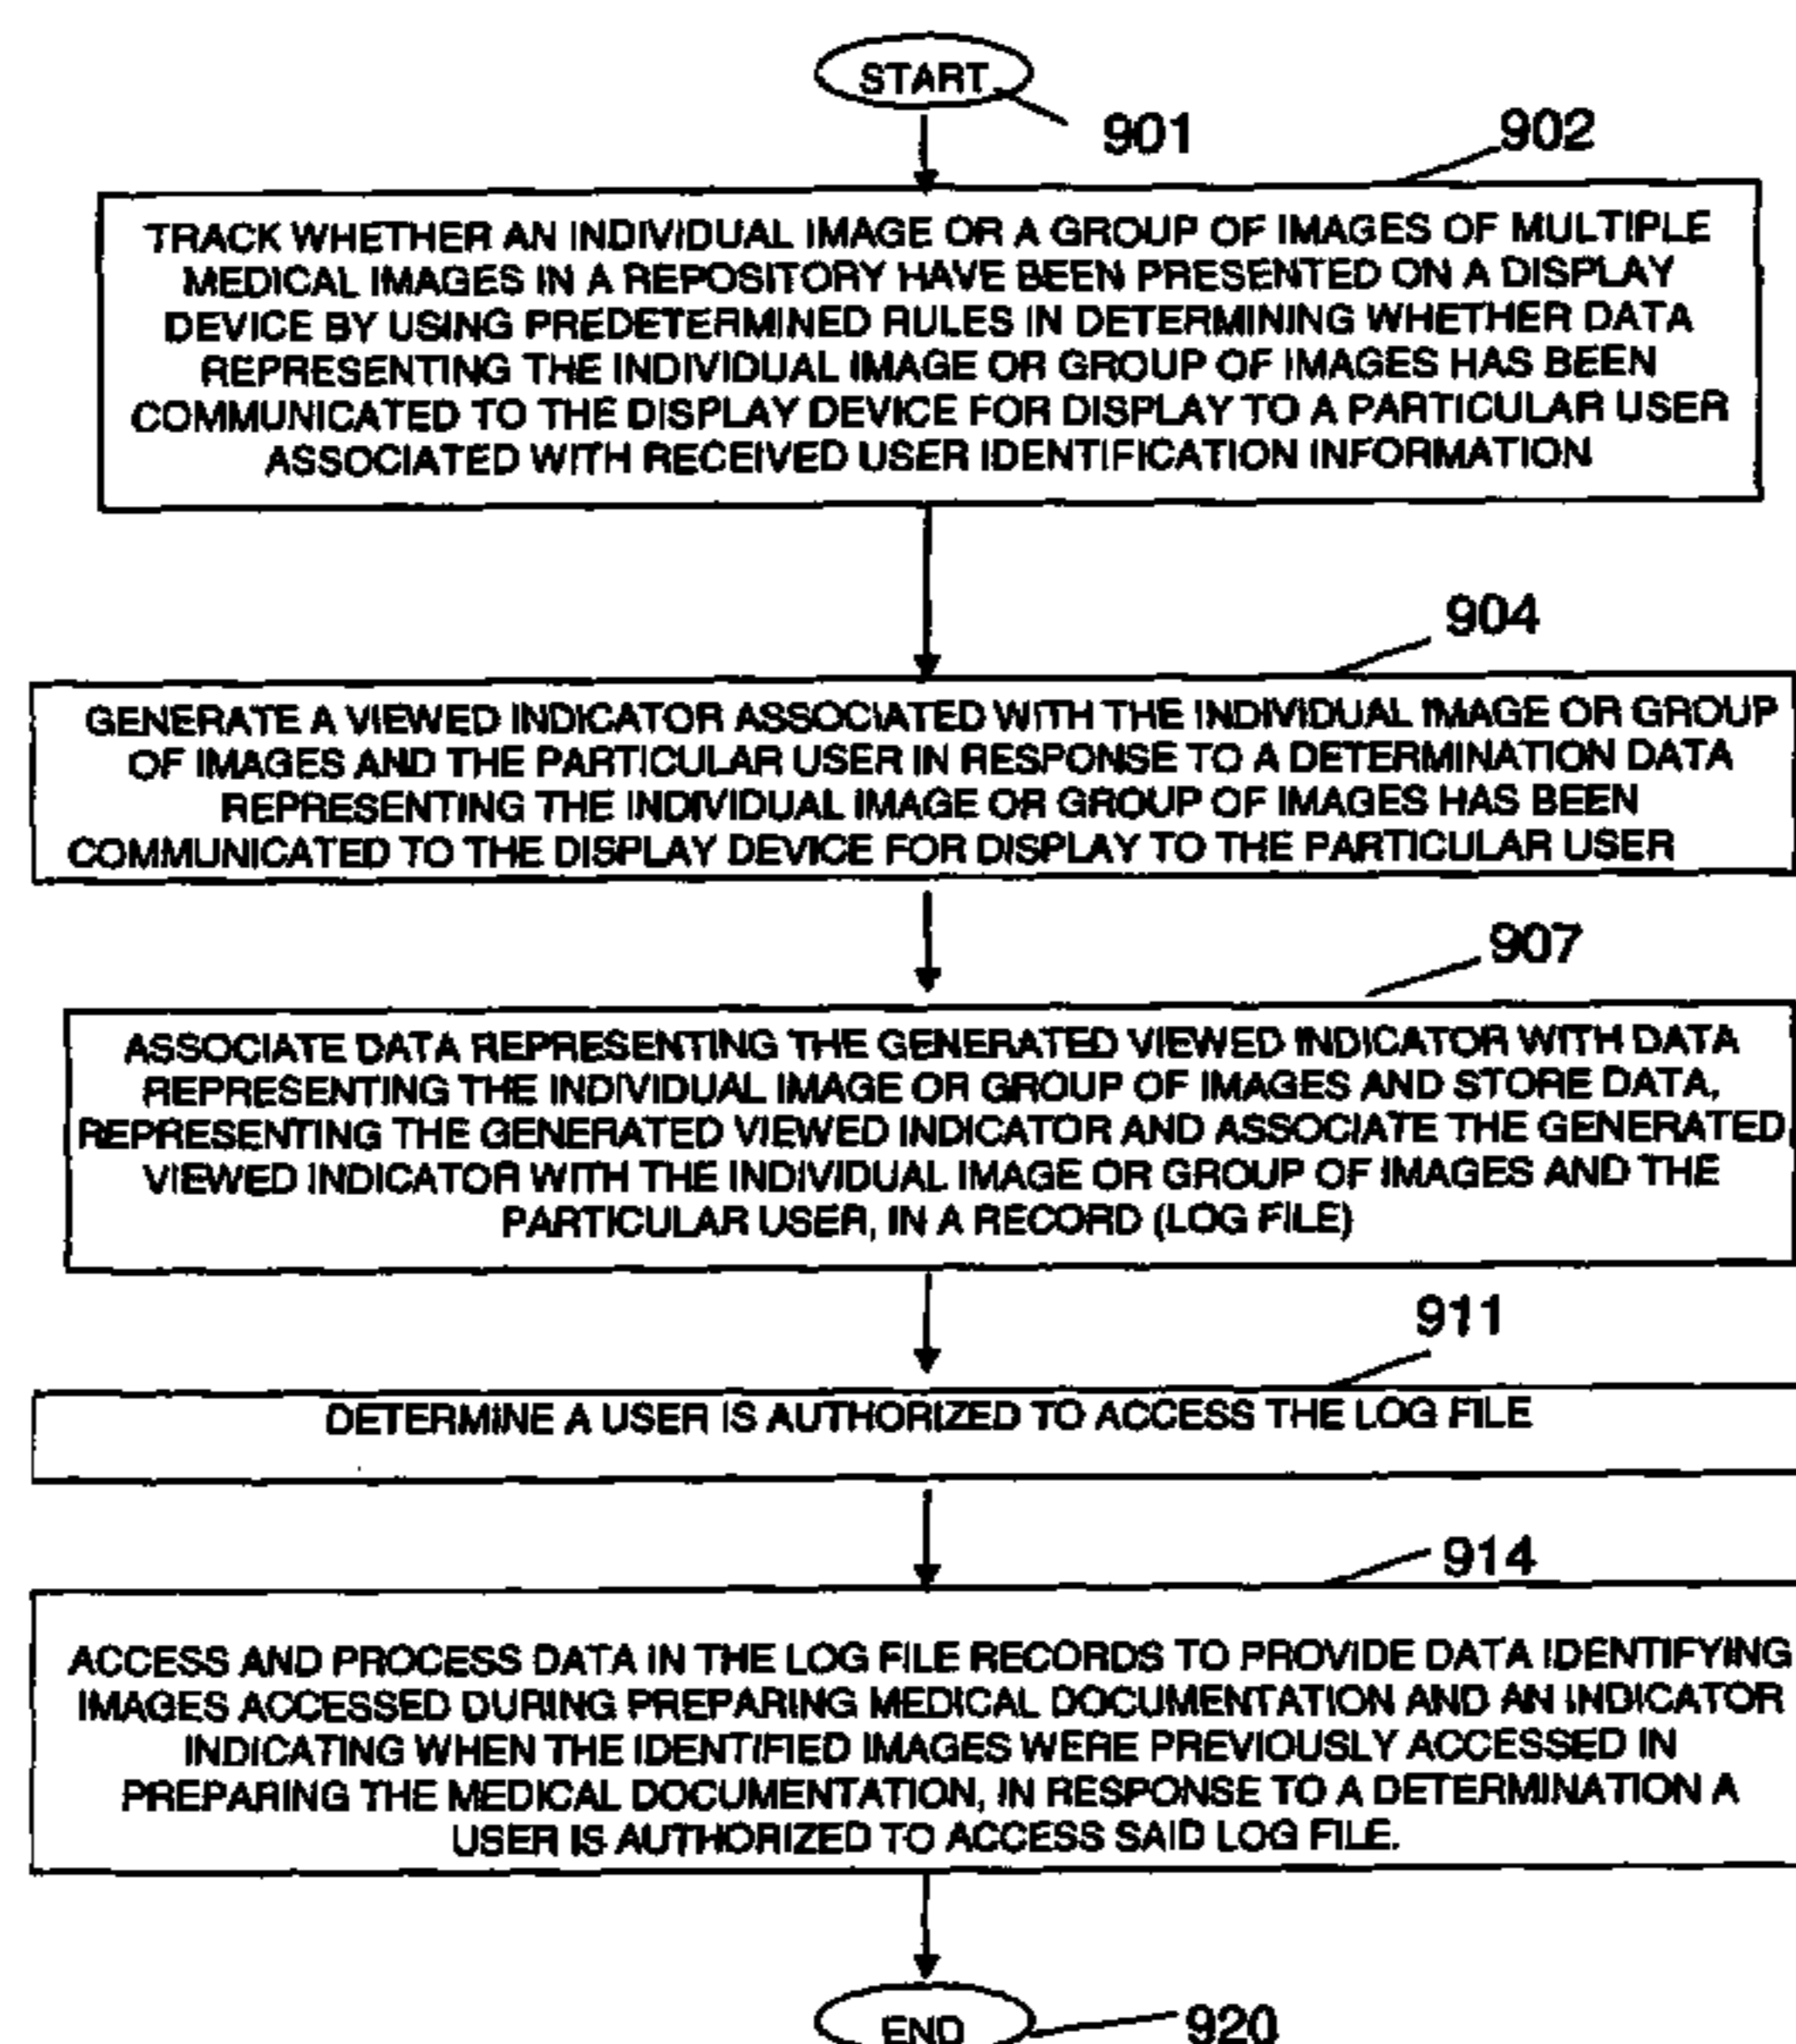 START
901
902
TRACK WHETHER AN INDIVIDUAL IMAGE OR A GROUP OF IMAGES OF MULTIPLE
MEDICAL IMAGES IN A REPOSITORY HAVE BEEN PRESENTED ON A DISPLAY
DEVICE BY USING PREDETERMINED RULES IN DETERMINING WHETHER DATA
REPRESENTING THE INDIVIDUAL IMAGE OR GROUP OF IMAGES HAS BEEN
COMMUNICATED TO THE DISPLAY DEVICE FOR DISPLAY TO A PARTICULAR USER
ASSOCIATED WITH RECEIVED USER IDENTIFICATION INFORMATION
904
GENERATE A VIEWED INDICATOR ASSOCIATED WITH THE INDIVIDUAL IMAGE OR GROUP
OF IMAGES AND THE PARTICULAR USER IN RESPONSE TO A DETERMINATION DATA
REPRESENTING THE INDIVIDUAL IMAGE OR GROUP OF IMAGES HAS BEEN
COMMUNICATED TO THE DISPLAY DEVICE FOR DISPLAY TO THE PARTICULAR USER
907
ASSOCIATE DATA REPRESENTING THE GENERATED VIEWED INDICATOR WITH DATA
REPRESENTING THE INDIVIDUAL IMAGE OR GROUP OF IMAGES AND STORE DATA,
REPRESENTING THE GENERATED VIEWED INDICATOR AND ASSOCIATE THE GENERATED
VIEWED INDICATOR WITH THE INDIVIDUAL IMAGE OR GROUP OF IMAGES AND THE
PARTICULAR USER, IN A RECORD (LOG FILE)
911
DETERMINE A USER IS AUTHORIZED TO ACCESS THE LOG FILE
914
ACCESS AND PROCESS DATA IN THE LOG FILE RECORDS TO PROVIDE DATA IDENTIFYING
IMAGES ACCESSED DURING PREPARING MEDICAL DOCUMENTATION AND AN INDICATOR
INDICATING WHEN THE IDENTIFIED IMAGES WERE PREVIOUSLY ACCESSED IN
PREPARING THE MEDICAL DOCUMENTATION, IN RESPONSE TO A DETERMINATION A
USER IS AUTHORIZED TO ACCESS SAID LOG FILE.
END
920